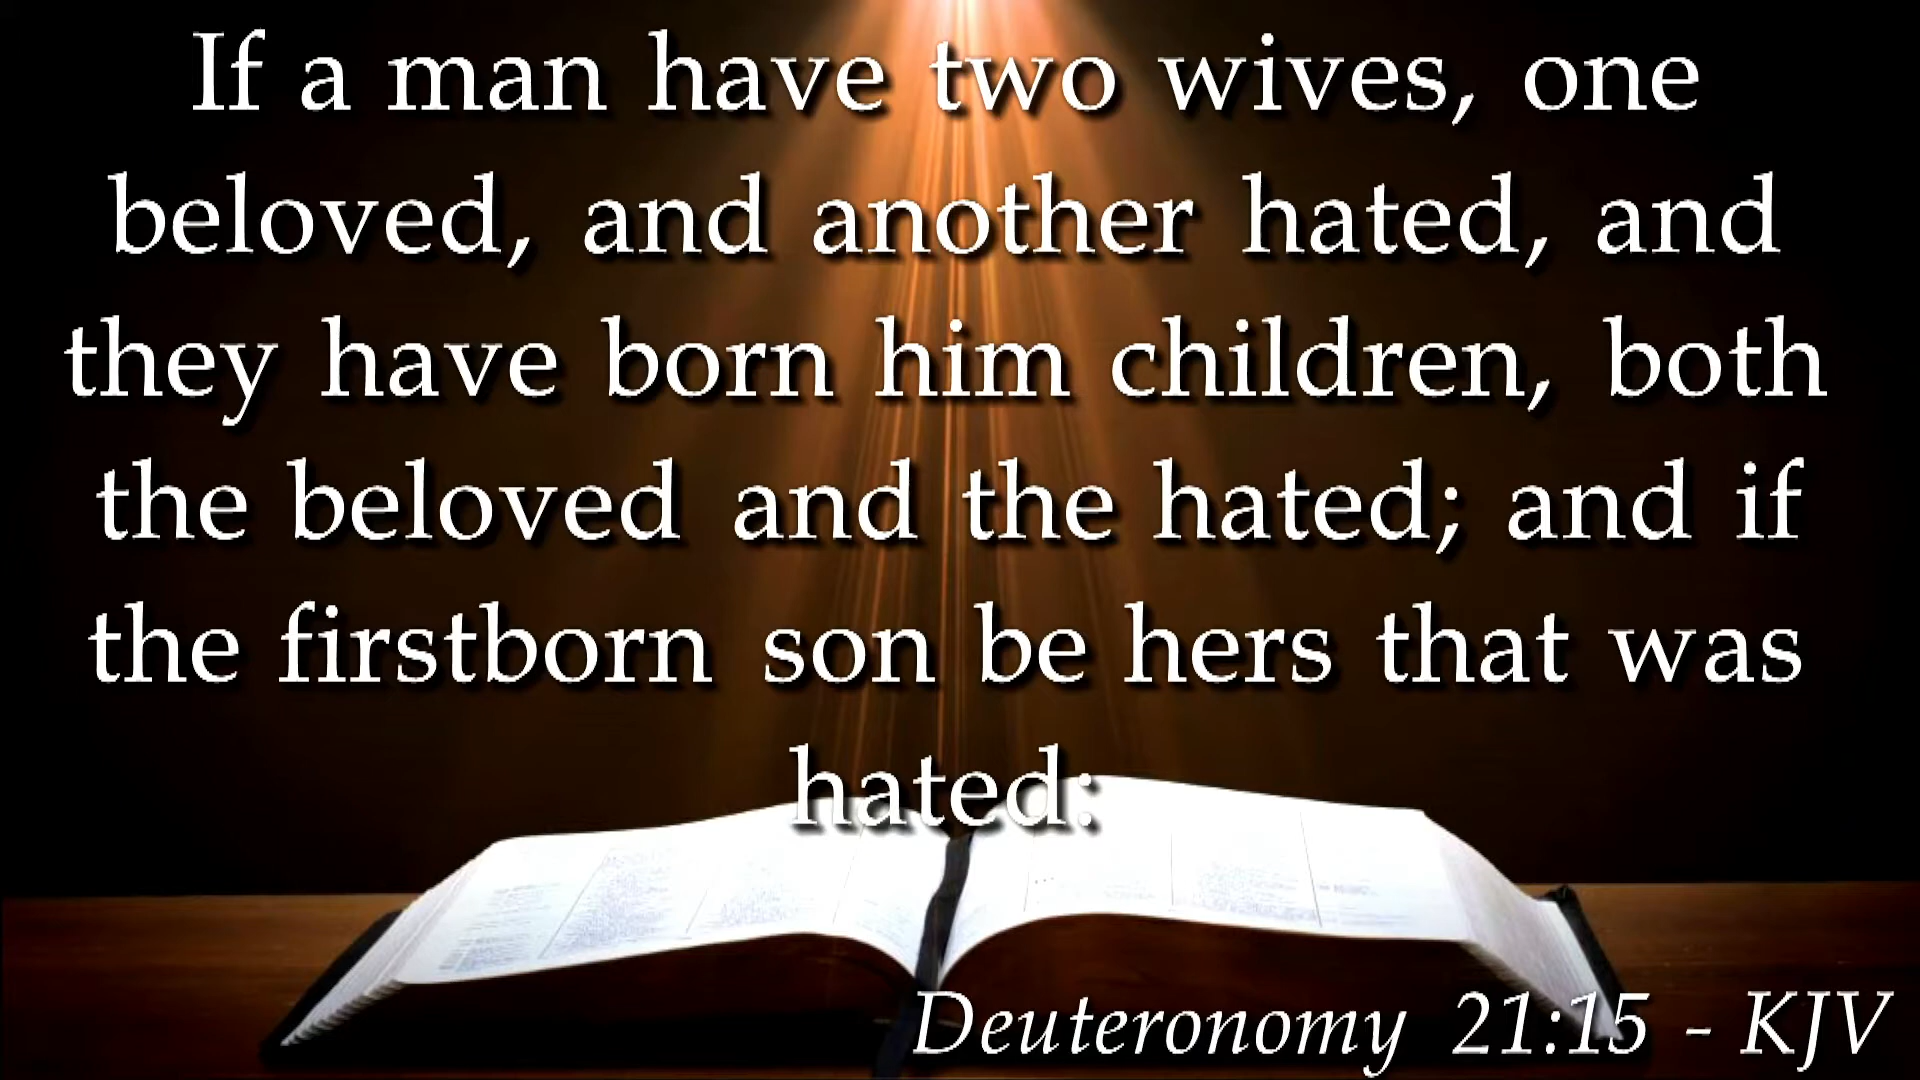 If a man have two wives, one
beloved, and another hated, and
they have born him children, both
the beloved and the hated; and if
the firstborn son be hers that was
hated:
Deuteronomy 21:15 - KJV